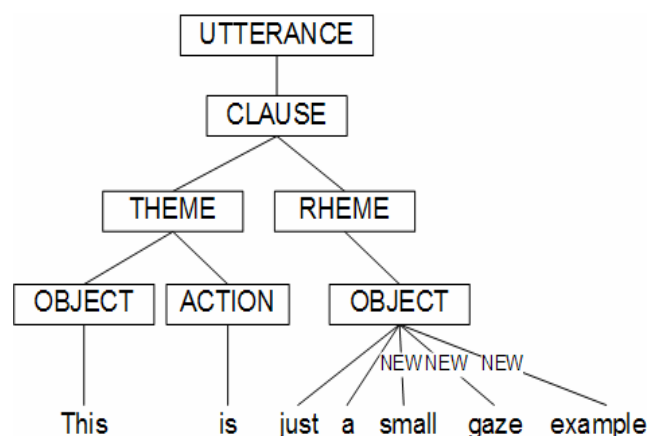 UTTERANCE
CLAUSE
THEME RHEME
OBJECT ACTION OBJECT
NEW NEW NEW
This is just a small gaze example